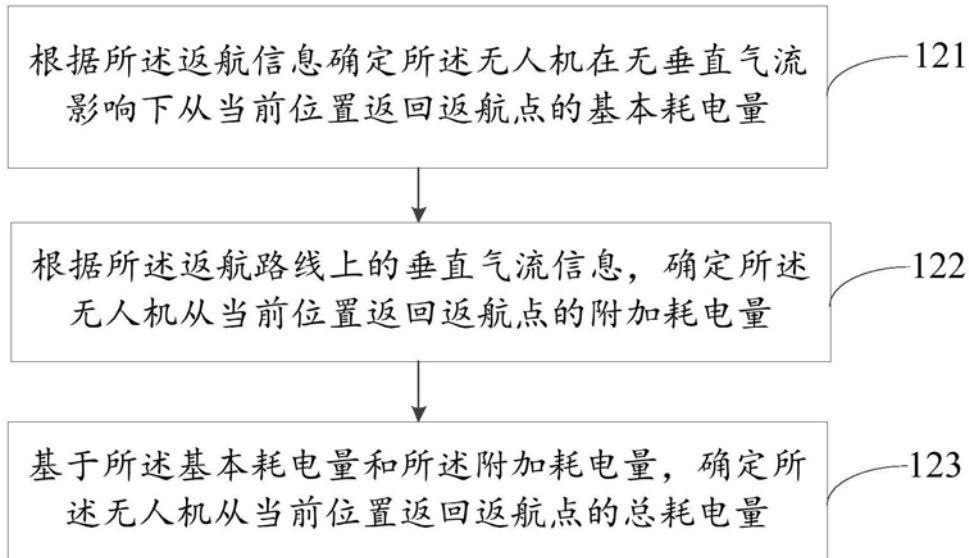 根据所述返航信息确定所述无人机在无垂直气流
影响下从当前位置返回返航点的基本耗电量
121
根据所述返航路线上的垂直气流信息，确定所述
无人机从当前位置返回返航点的附加耗电量
122
基于所述基本耗电量和所述附加耗电量，确定所
述无人机从当前位置返回返航点的总耗电量
123